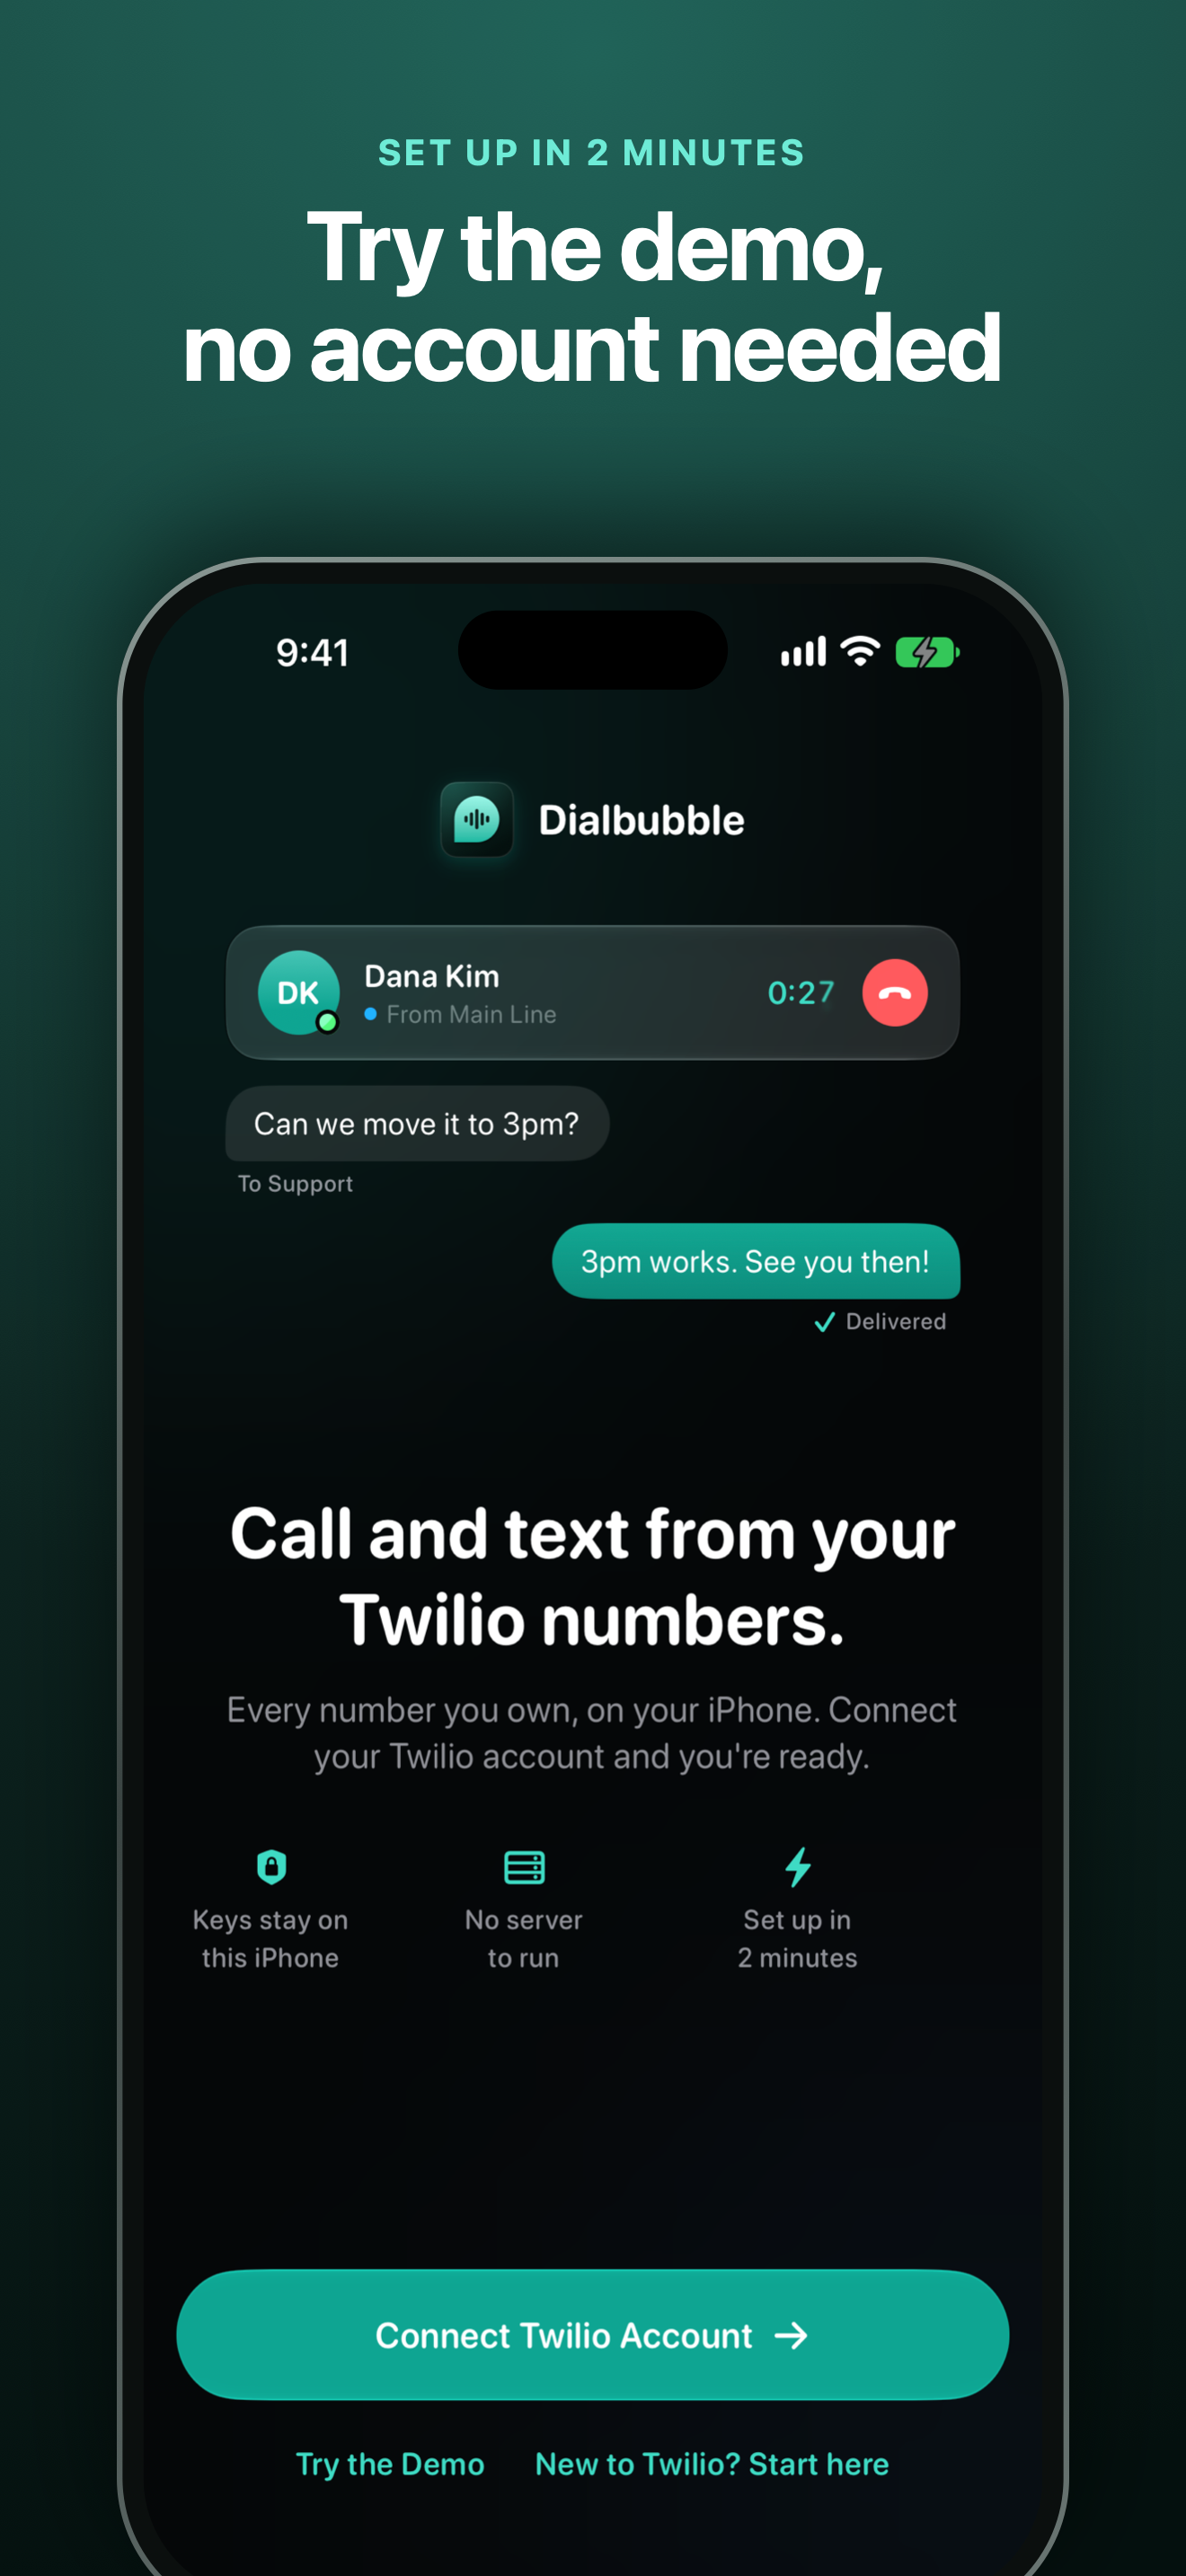 SET UP IN 2 MINUTES
Try the demo,
no account needed
9:41
Dialbubble
DK
Dana Kim
From Main Line
0:27
Can we move it to 3pm?
To Support
3pm works. See you then!
Delivered
Call and text from your
Twilio numbers.
Every number you own, on your iPhone. Connect
your Twilio account and you're ready.
Keys stay on
this iPhone
No server
to run
Set up in
2 minutes
Connect Twilio Account →
Try the Demo
New to Twilio? Start here